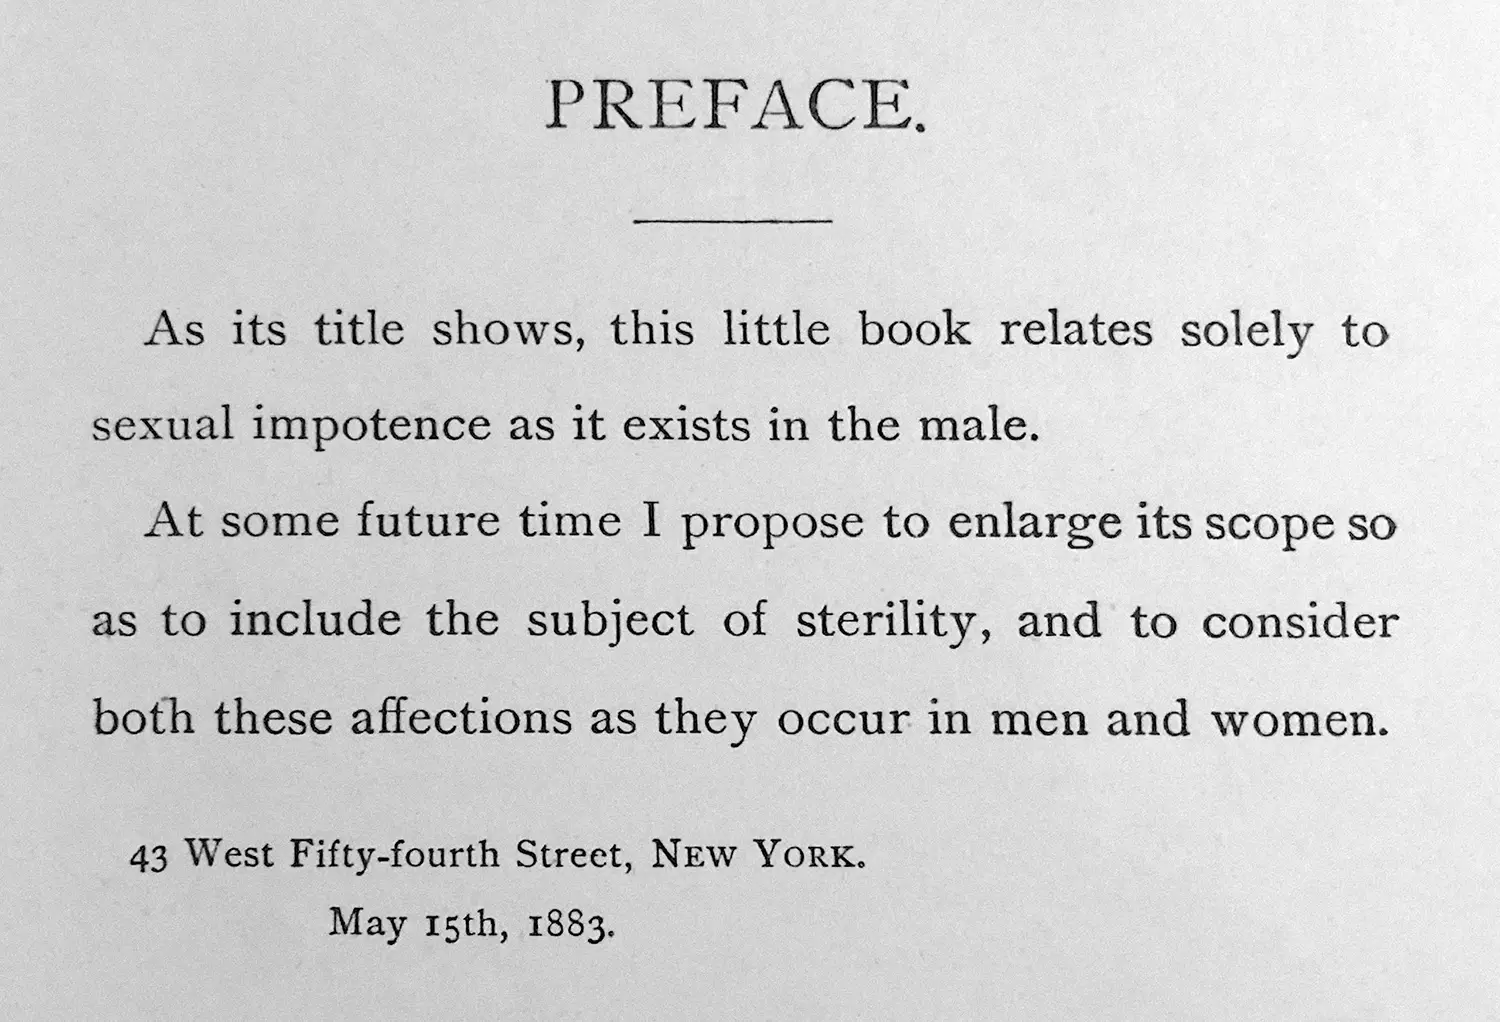 PREFACE.
As its title shows, this little book relates solely to
sexual impotence as it exists in the male.
At some future time I propose to enlarge its scope so
as to include the subject of sterility, and to consider
both these affections as they occur in men and women.
43 West Fifty-fourth Street, New York.
May 15th, 1883.